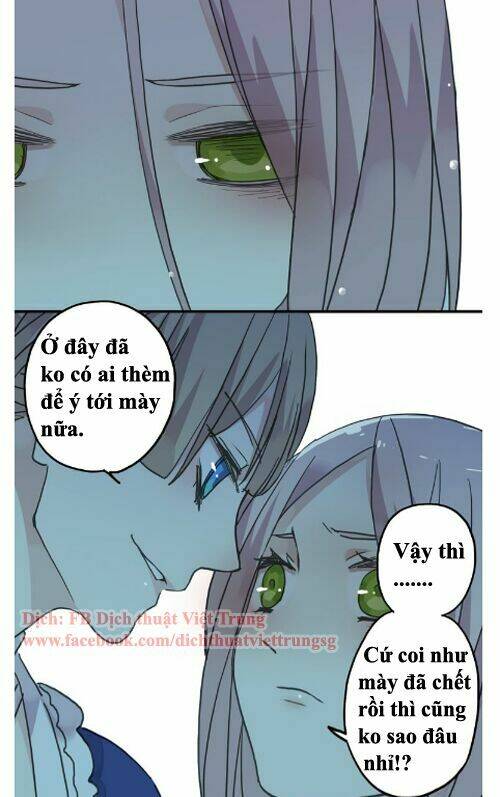 Ở đây đã
ko có ai thèm
để ý tới mày
nữa.
Vậy thì
.......
Cứ coi như
mày đã chết
rồi thì cũng
ko sao đâu
nhỉ!?
Dịch: FB Dịch thuật Việt Trung
www.facebook.com/dichthuatviettrungsg